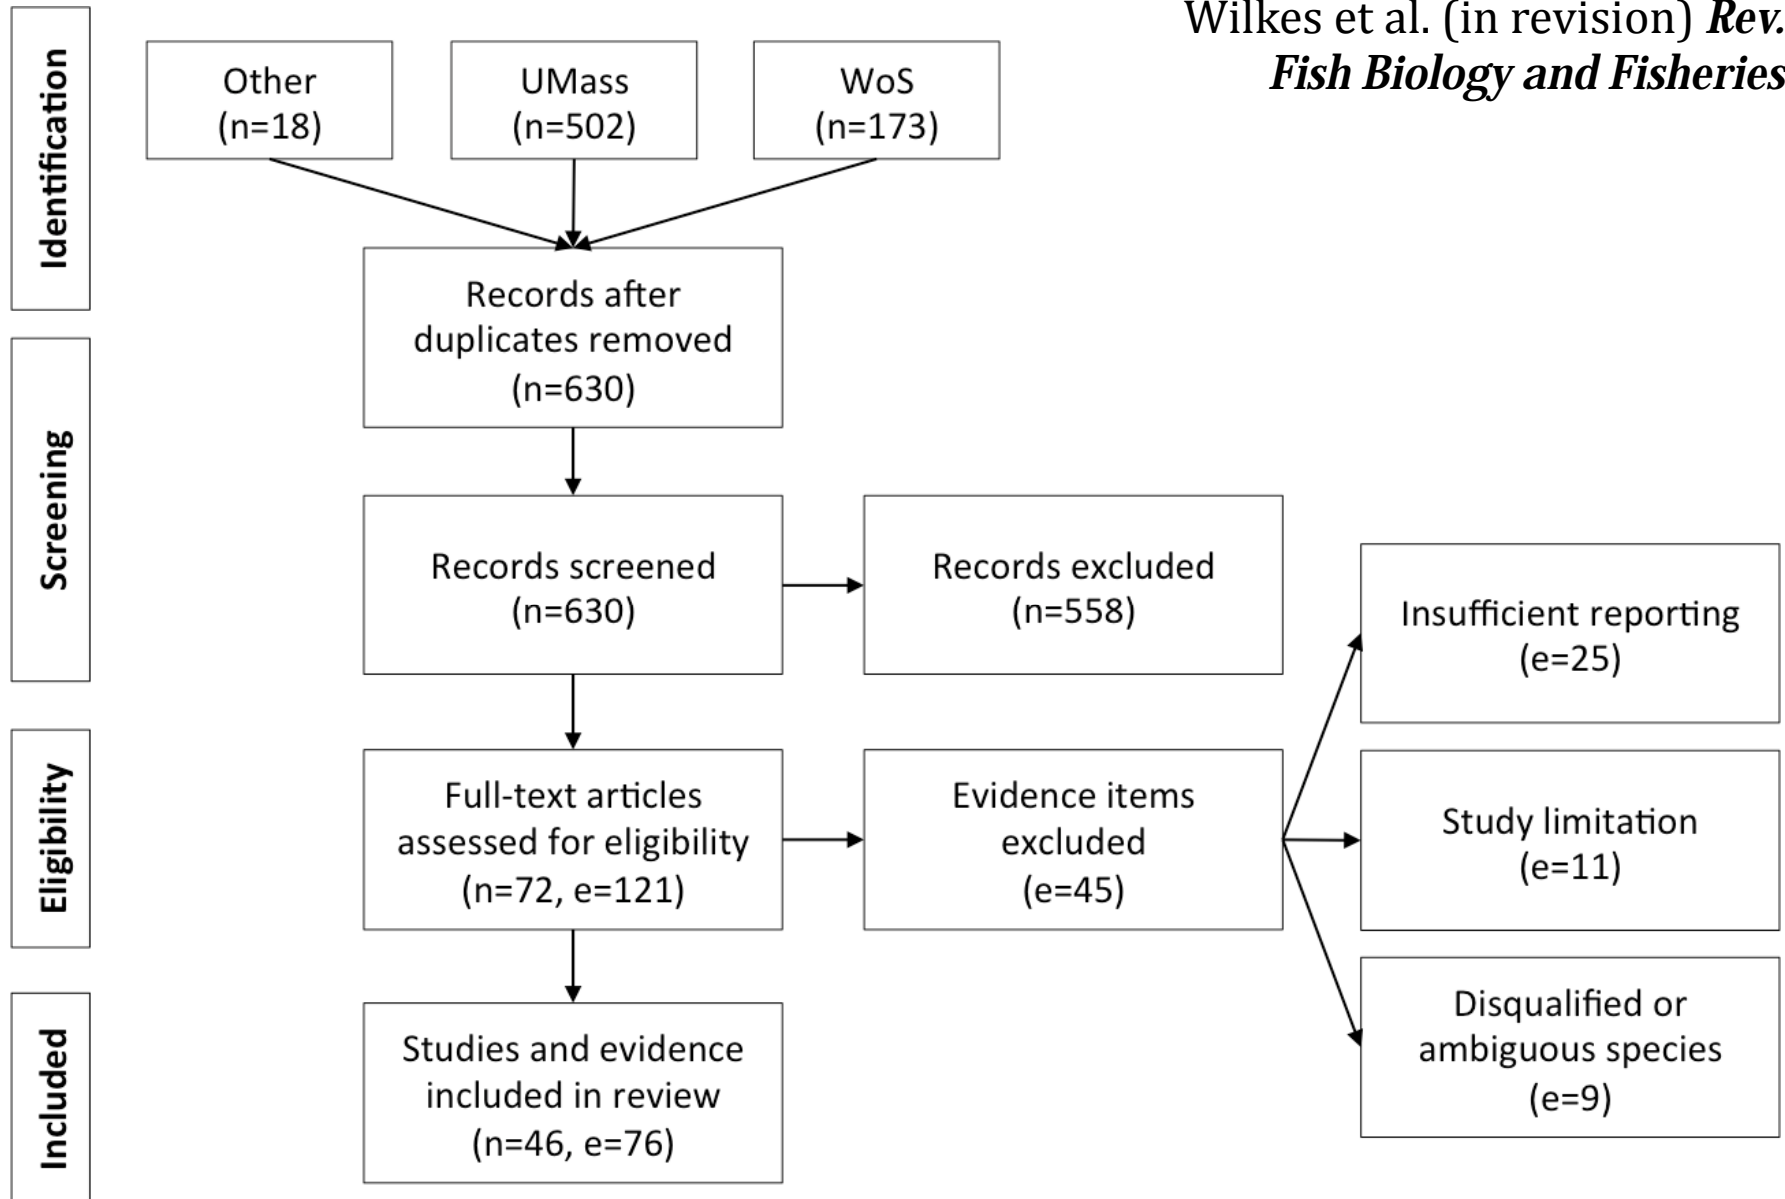 Wilkes et al. (in revision) Rev.
Fish Biology and Fisheries
Identification
Other
(n=18)
UMass
(n=502)
WoS
(n=173)
Records after
duplicates removed
(n=630)
Screening
Records screened
(n=630)
Records excluded
(n=558)
Insufficient reporting
(e=25)
Eligibility
Full-text articles
assessed for eligibility
(n=72, e=121)
Evidence items
excluded
(e=45)
Study limitation
(e=11)
Disqualified or
ambiguous species
(e=9)
Included
Studies and evidence
included in review
(n=46, e=76)